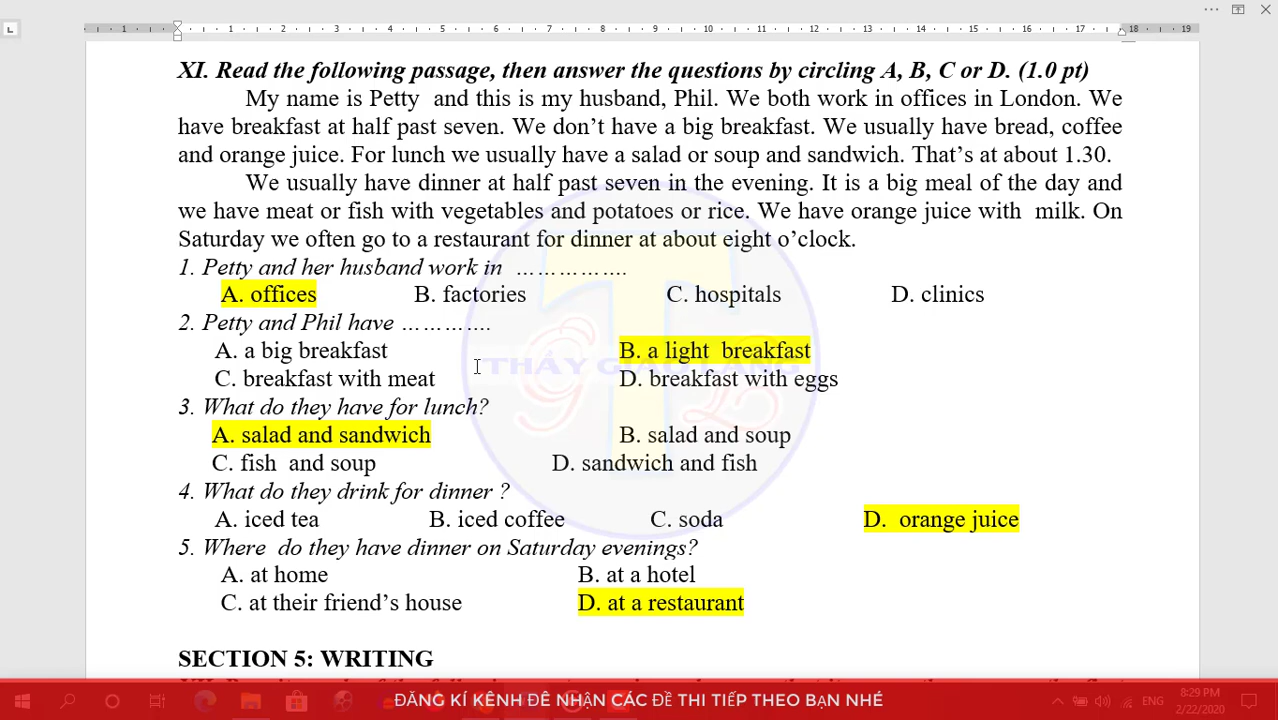 XI. Read the following passage, then answer the questions by circling A, B, C or D. (1.0 pt)
My name is Petty and this is my husband, Phil. We both work in offices in London. We
have breakfast at half past seven. We don't have a big breakfast. We usually have bread, coffee
and orange juice. For lunch we usually have a salad or soup and sandwich. That's at about 1.30.
We usually have dinner at half past seven in the evening. It is a big meal of the day and
we have meat or fish with vegetables and potatoes or rice. We have orange juice with milk. On
Saturday we often go to a restaurant for dinner at about eight o'clock.
1. Petty and her husband work in …………….
A. offices B. factories C. hospitals D. clinics
2. Petty and Phil have ………….
A. a big breakfast B. a light breakfast
C. breakfast with meat D. breakfast with eggs
3. What do they have for lunch?
A. salad and sandwich B. salad and soup
C. fish and soup D. sandwich and fish
4. What do they drink for dinner ?
A. iced tea B. iced coffee C. soda D. orange juice
5. Where do they have dinner on Saturday evenings?
A. at home B. at a hotel
C. at their friend's house D. at a restaurant
SECTION 5: WRITING
ĐĂNG KÍ KÊNH ĐÊ NHẬN CÁC ĐỀ THI TIẾP THEO BẠN NHÉ
ENG
8:29 PM
2/22/2020